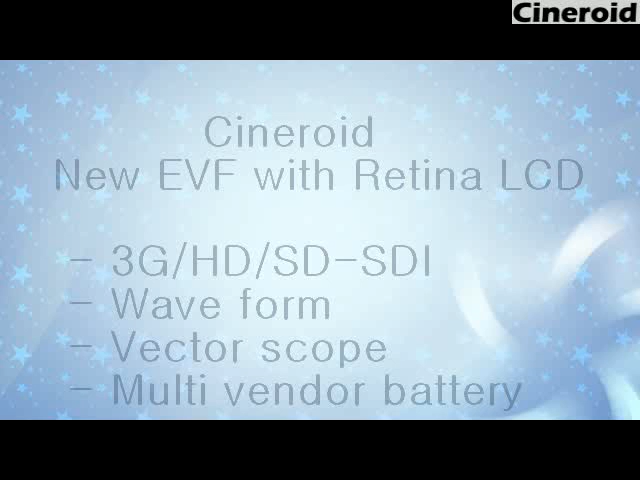 Cineroid
Cineroid
New EVF with Retina LCD
- 3G/HD/SD-SDI
- Wave form
- Vector scope
- Multi vendor battery